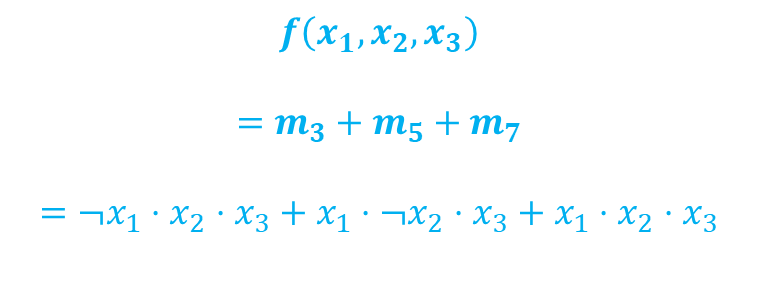 f(x₁, x₂, x₃)
= m₃ + m₅ + m₇
= ¬x₁ · x₂ · x₃ + x₁ · ¬x₂ · x₃ + x₁ · x₂ · x₃